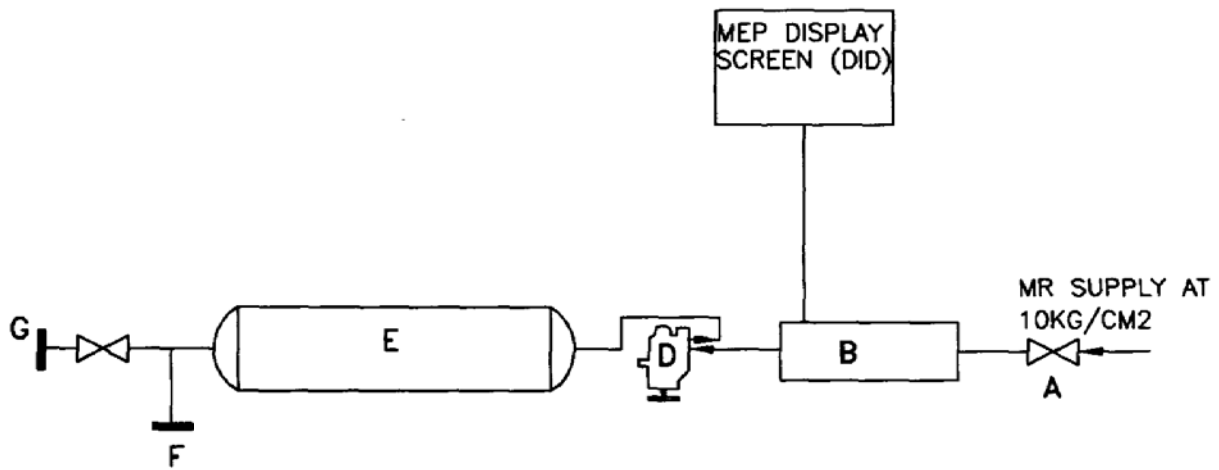 MEP DISPLAY
SCREEN (DID)
MR SUPPLY AT
10KG/CM2
G
E
D
B
A
F